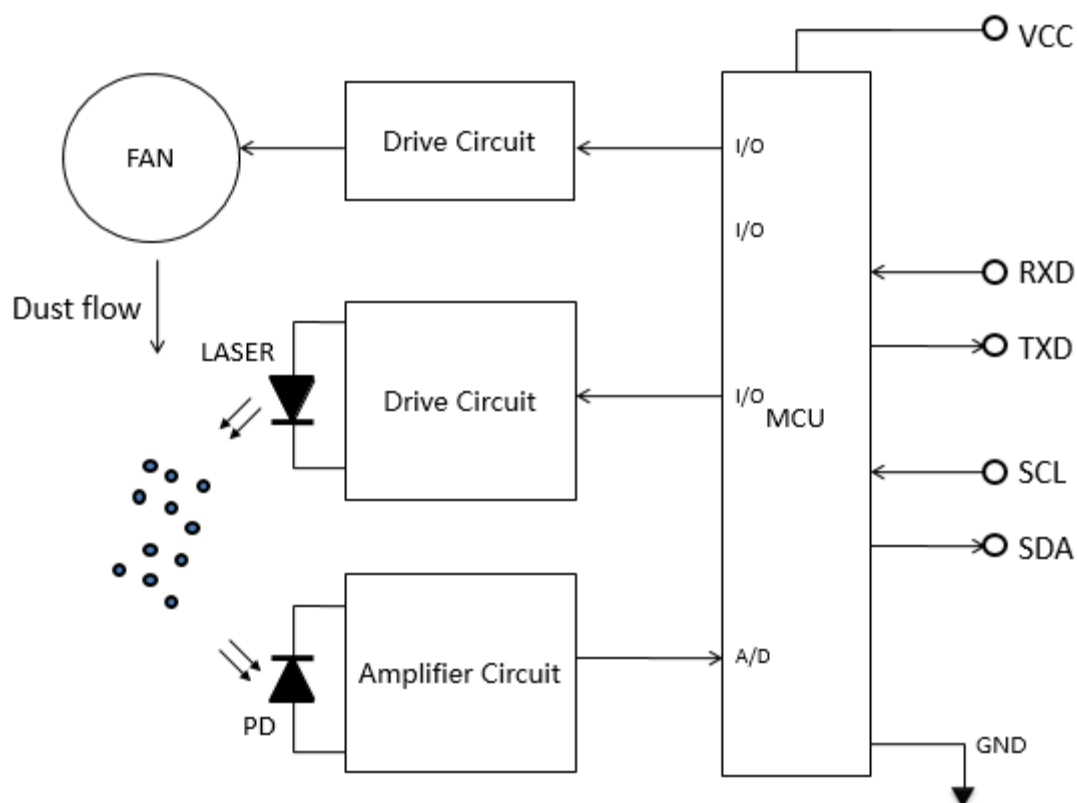 VCC
Drive Circuit
I/O
FAN
I/O
RXD
Dust flow
TXD
LASER
Drive Circuit
I/O
MCU
SCL
SDA
Amplifier Circuit
A/D
PD
GND